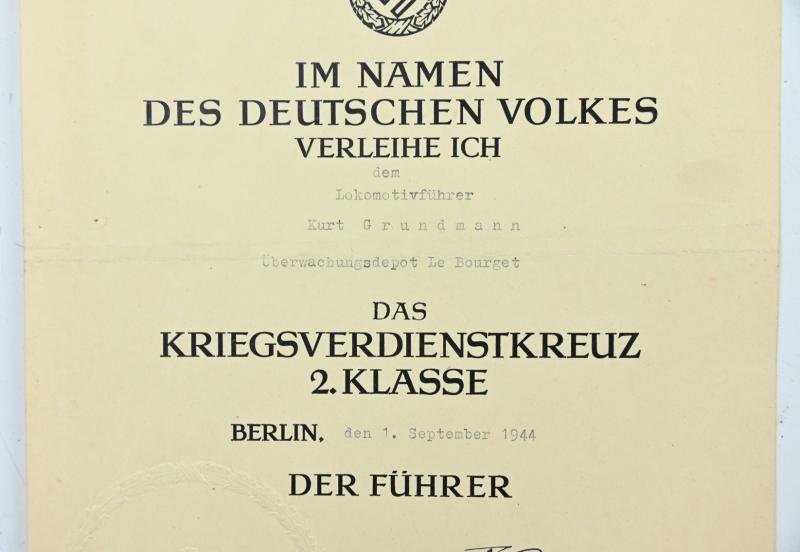 IM NAMEN
DES DEUTSCHEN VOLKES
VERLEIHE ICH
dem
Lokomotivführer
Kurt Grundmann
Überwachungsdepot Le Bourget
DAS
KRIEGSVERDIENSTKREUZ
2. KLASSE
BERLIN, den 1. September 1944
DER FÜHRER